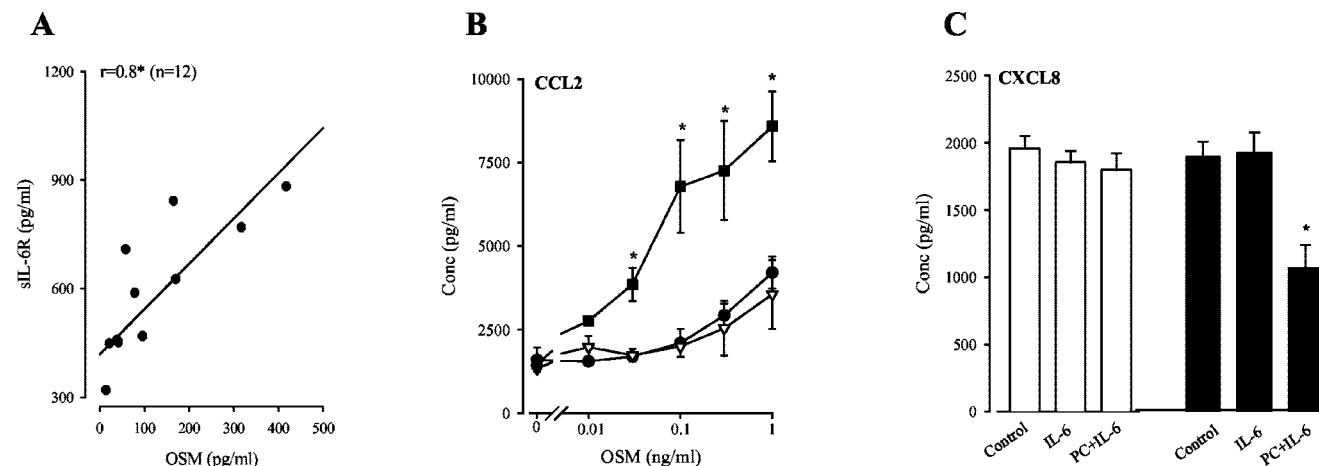 A
r=0.8* (n=12)
1200
900
600
300
sIL-6R (pg/ml)
0 100 200 300 400 500
OSM (pg/ml)
B
CCL2
10000
7500
5000
2500
0
Conc (pg/ml)
* * * *
0 0.01 0.1 1
OSM (ng/ml)
C
CXCL8
2500
2000
1500
1000
500
0
Conc (pg/ml)
*
Control IL-6 PC+IL-6 Control IL-6 PC+IL-6